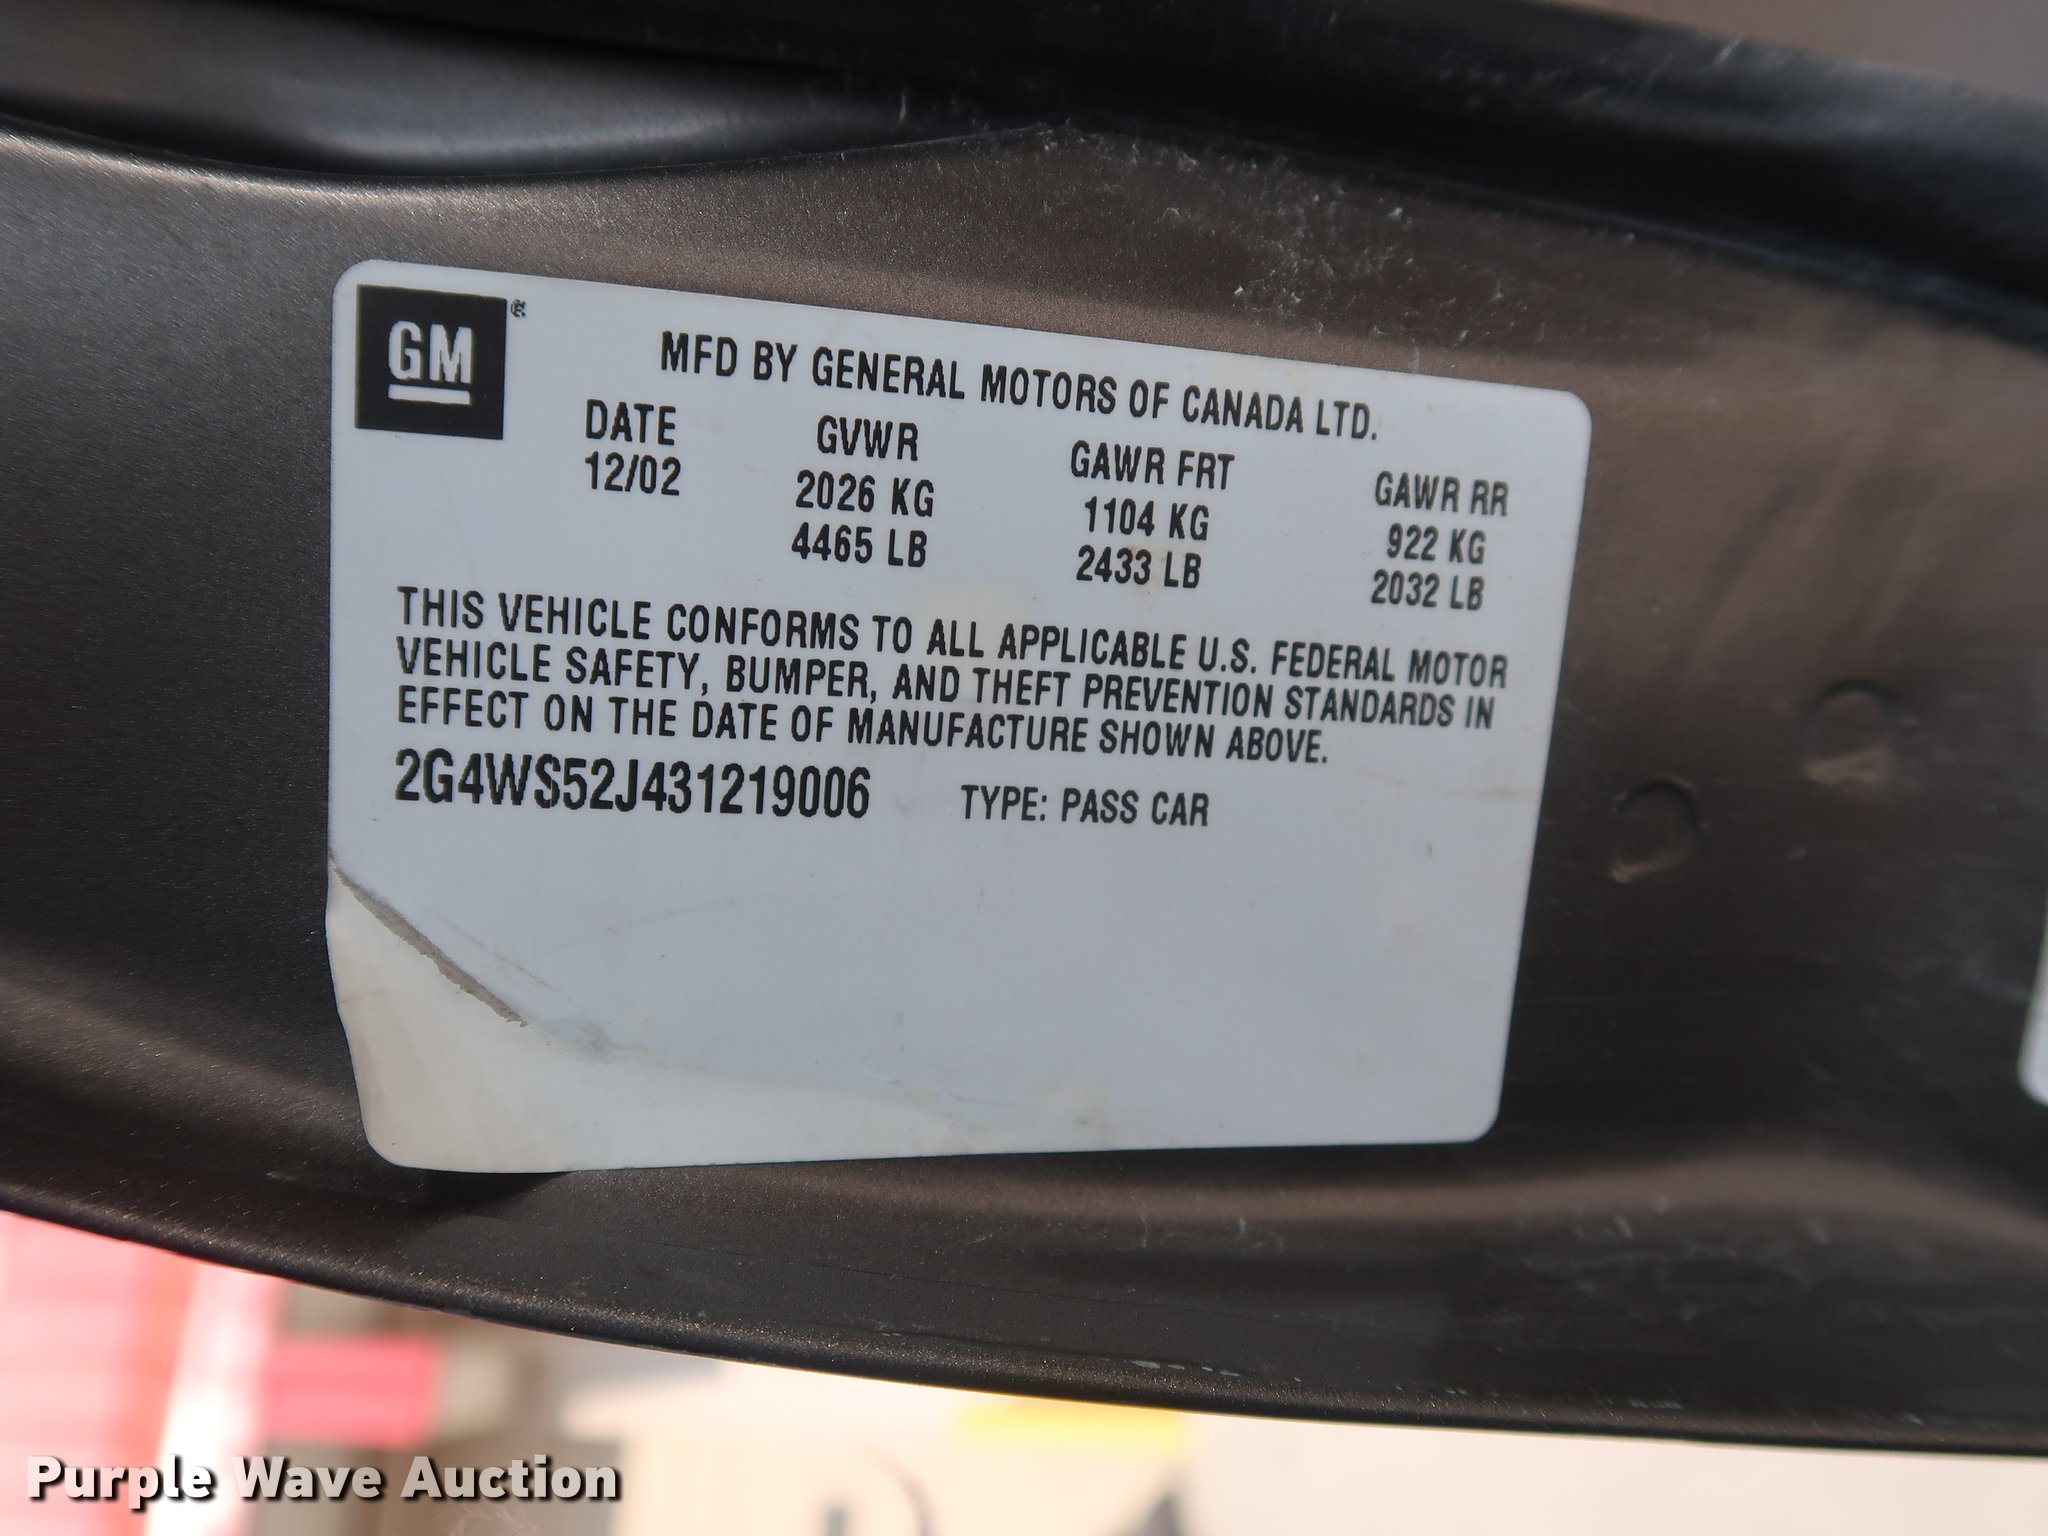 GM
MFD BY GENERAL MOTORS OF CANADA LTD.
DATE GVWR GAWR FRT GAWR RR
12/02 2026 KG 1104 KG 922 KG
4465 LB 2433 LB 2032 LB
THIS VEHICLE CONFORMS TO ALL APPLICABLE U.S. FEDERAL MOTOR
VEHICLE SAFETY, BUMPER, AND THEFT PREVENTION STANDARDS IN
EFFECT ON THE DATE OF MANUFACTURE SHOWN ABOVE.
2G4WS52J431219006 TYPE: PASS CAR
Purple Wave Auction